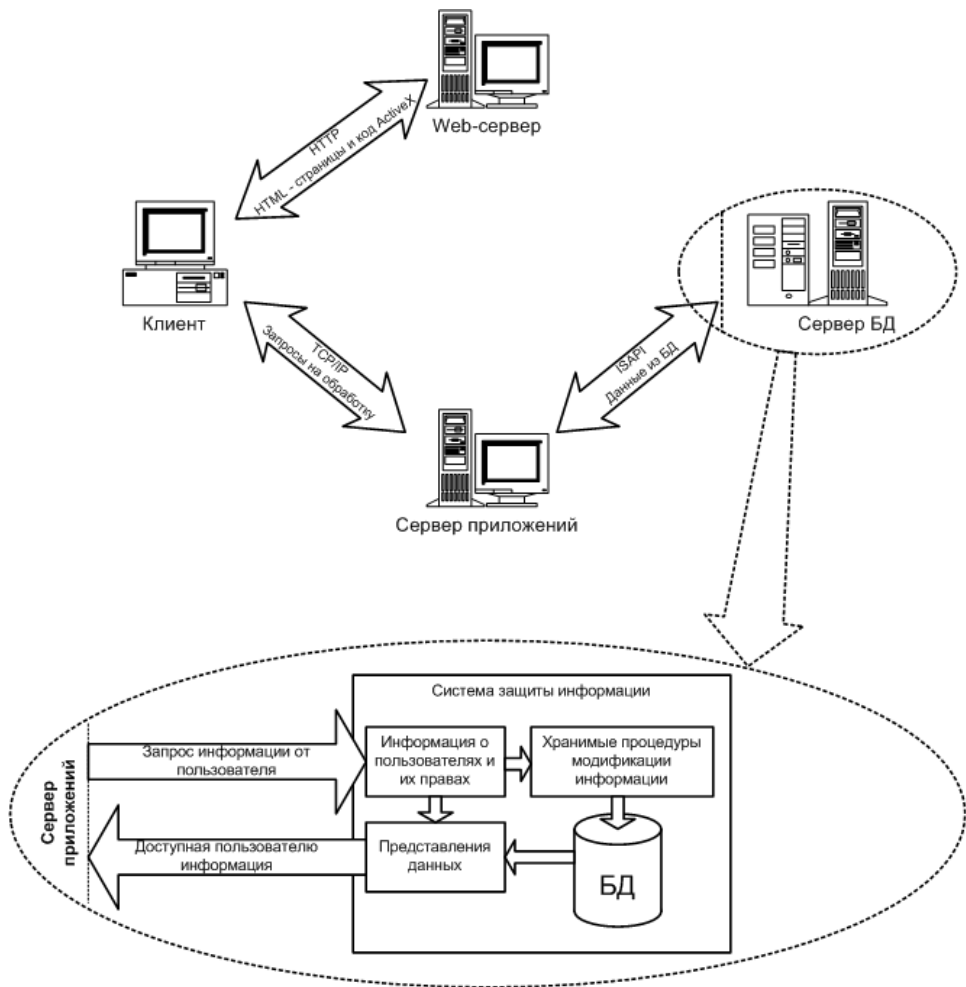 Web-сервер
HTTP
HTML - страницы и код ActiveX
Клиент
Сервер БД
TCP/IP
Запросы на обработку
ISAPI
Данные из БД
Сервер приложений
Система защиты информации
Сервер
приложений
Запрос информации от
пользователя
Информация о
пользователях и
их правах
Хранимые процедуры
модификации
информации
Доступная пользователю
информация
Представления
данных
БД